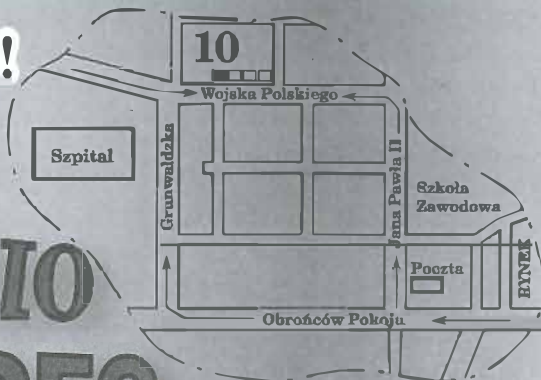 !
10
Wojska Polskiego
Szpital
Grunwaldzka
Jana Pawła II
Szkoła
Zawodowa
RYNEK
Poczta
IO
Obrońców Pokoju